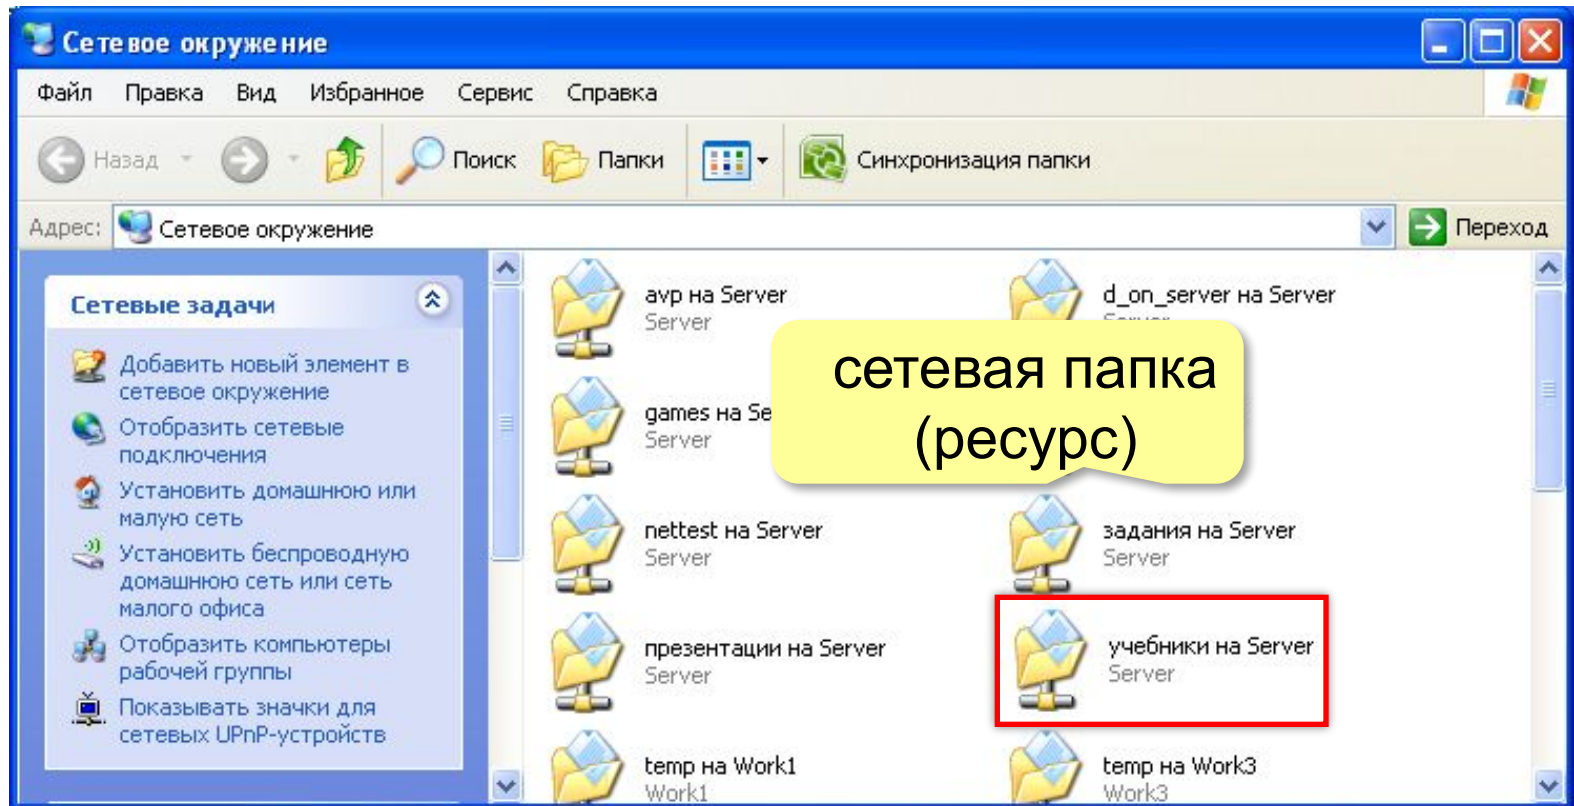 Сетевое окружение
Файл Правка Вид Избранное Сервис Справка
Назад Поиск Папки Синхронизация папки
Адрес: Сетевое окружение Переход
Сетевые задачи
Добавить новый элемент в
сетевое окружение
Отобразить сетевые
подключения
Установить домашнюю или
малую сеть
Установить беспроводную
домашнюю сеть или сеть
малого офиса
Отобразить компьютеры
рабочей группы
Показывать значки для
сетевых UPnP-устройств
avp на Server
Server
d_on_server на Server
Server
сетевая папка
(ресурс)
games на Se
Server
nettest на Server
Server
задания на Server
Server
презентации на Server
Server
учебники на Server
Server
temp на Work1
Work1
temp на Work3
Work3